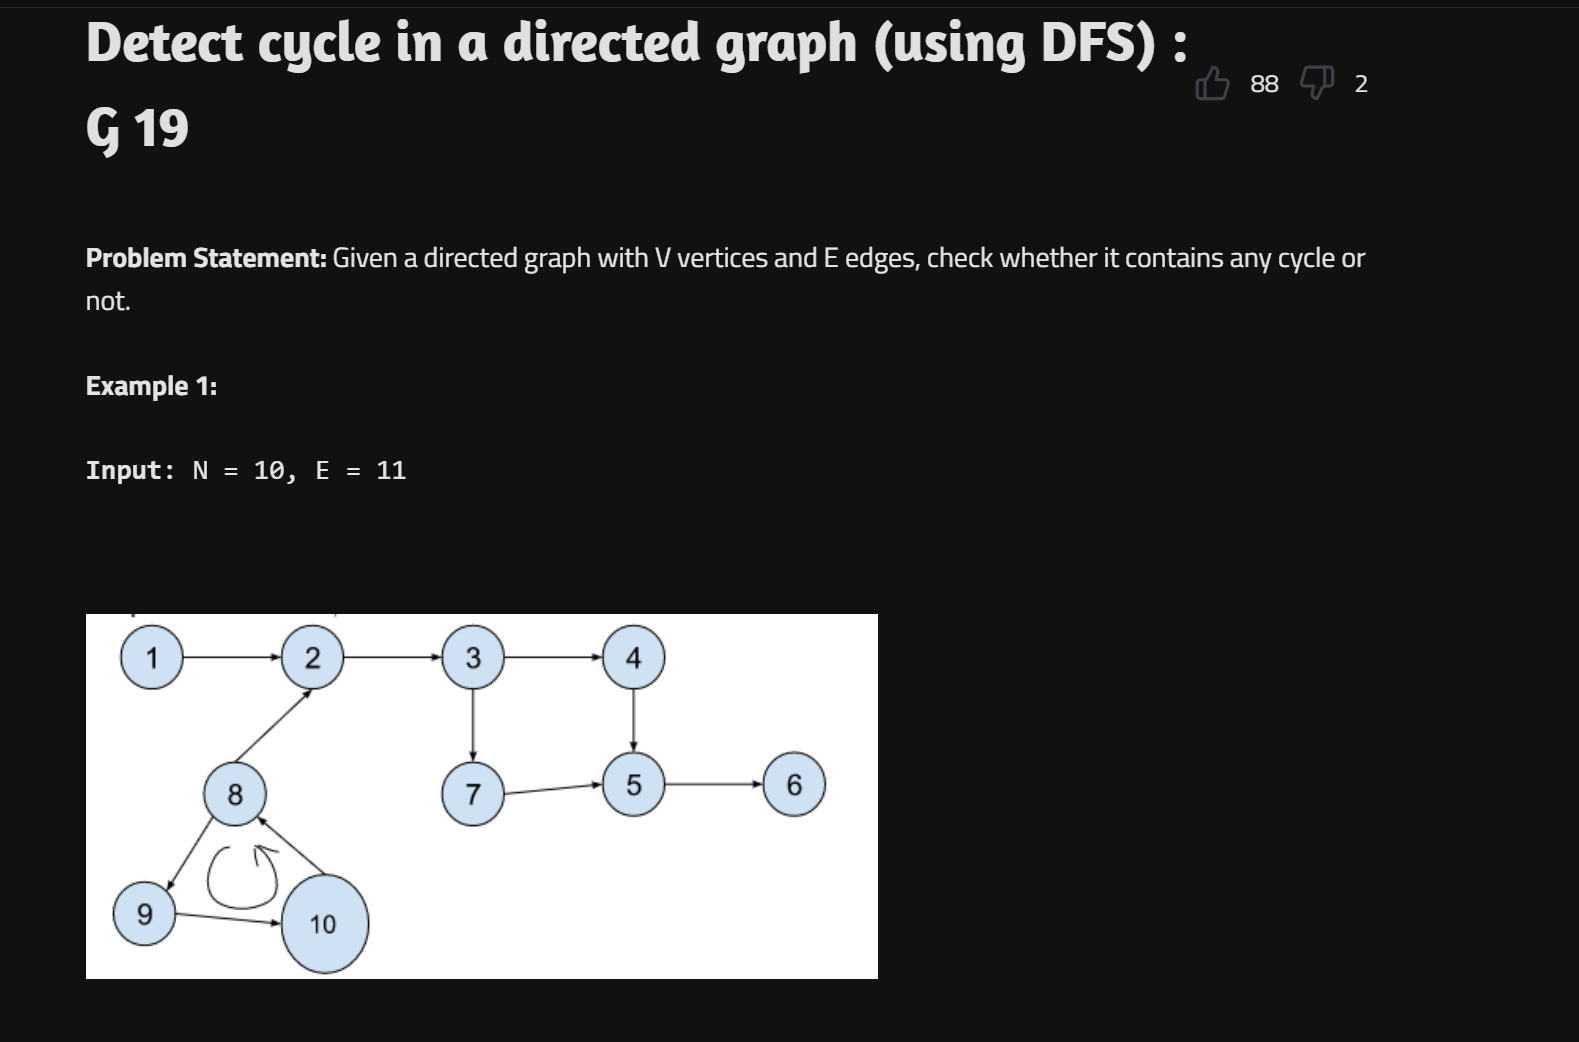 Detect cycle in a directed graph (using DFS) :
G 19
88 2
Problem Statement: Given a directed graph with V vertices and E edges, check whether it contains any cycle or
not.
Example 1:
Input: N = 10, E = 11
1 2 3 4
8 7 5 6
9 10